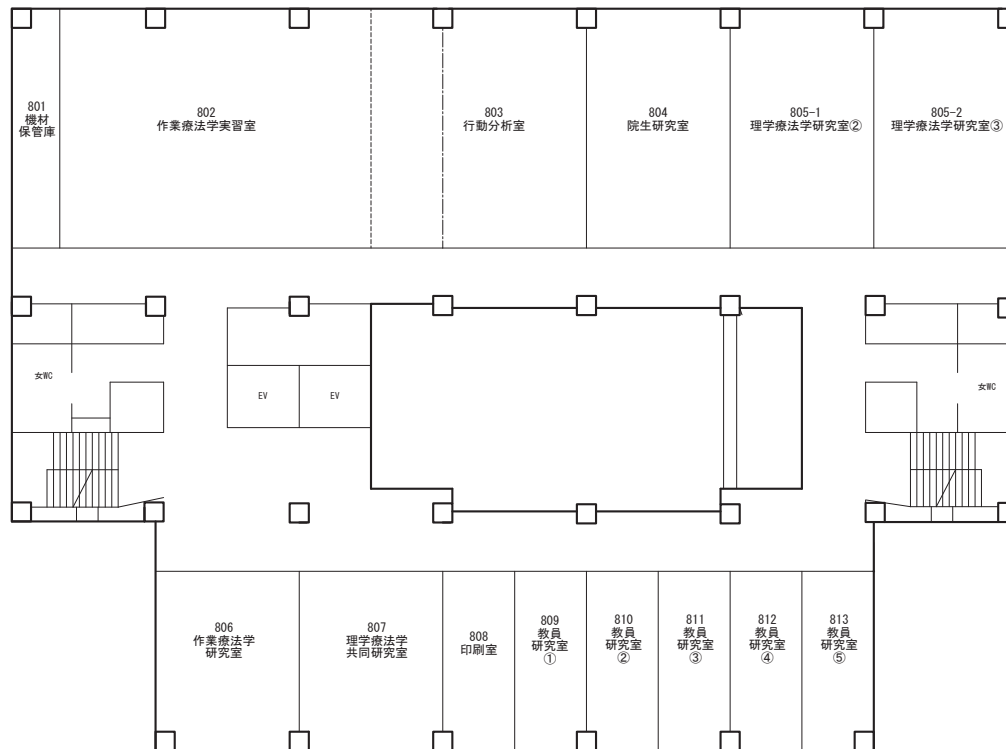 801
機材
保管庫
802
作業療法学実習室
803
行動分析室
804
院生研究室
805-1
理学療法学研究室②
805-2
理学療法学研究室③
女WC
EV
EV
女WC
806
作業療法学
研究室
807
理学療法学
共同研究室
808
印刷室
809
教員
研究室
①
810
教員
研究室
②
811
教員
研究室
③
812
教員
研究室
④
813
教員
研究室
⑤